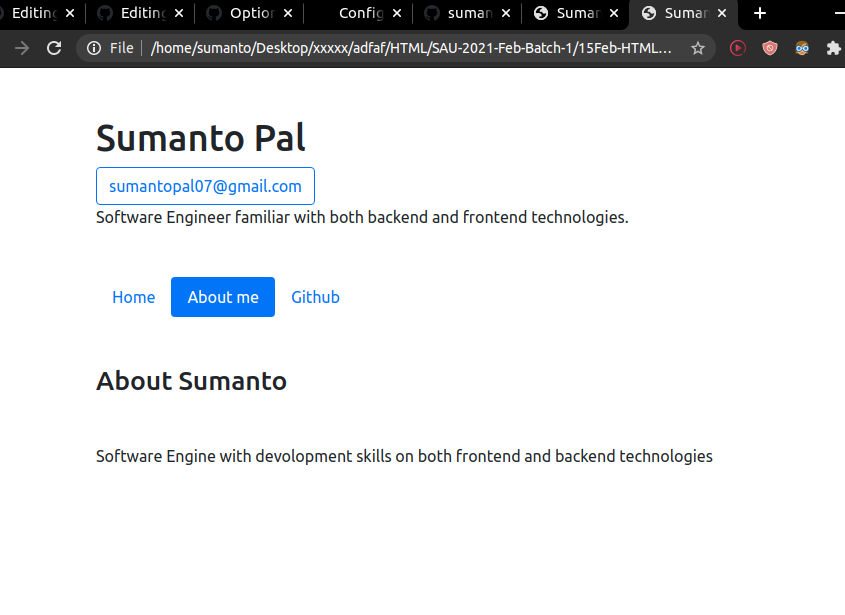 Editing
Editing
Option
Config
suman
Suman
Suman
File
/home/sumanto/Desktop/xxxxx/adfaf/HTML/SAU-2021-Feb-Batch-1/15Feb-HTML...
Sumanto Pal
sumantopal07@gmail.com
Software Engineer familiar with both backend and frontend technologies.
Home
About me
Github
About Sumanto
Software Engine with devolopment skills on both frontend and backend technologies